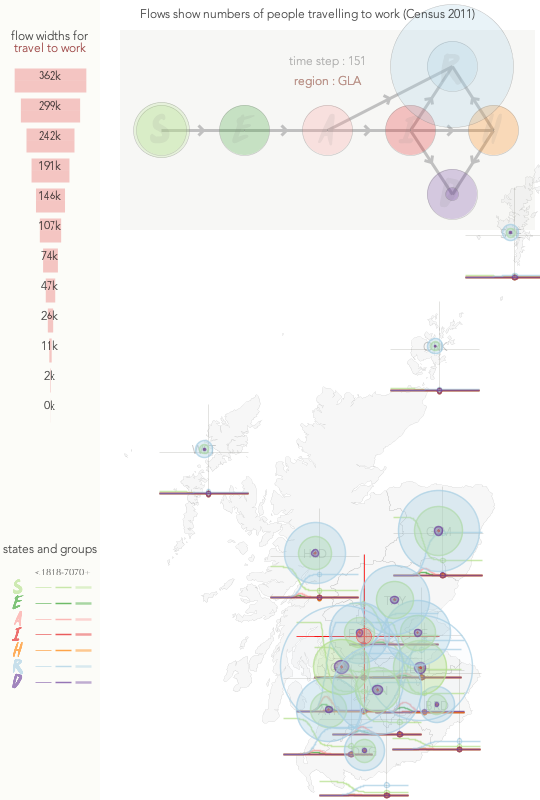 Flows show numbers of people travelling to work (Census 2011)
flow widths for
travel to work
362k
299k
242k
191k
146k
107k
74k
47k
26k
11k
2k
0k
time step : 151
region : GLA
S
E
A
I
H
R
D
states and groups
<1818-7070+
S
E
A
I
H
R
D